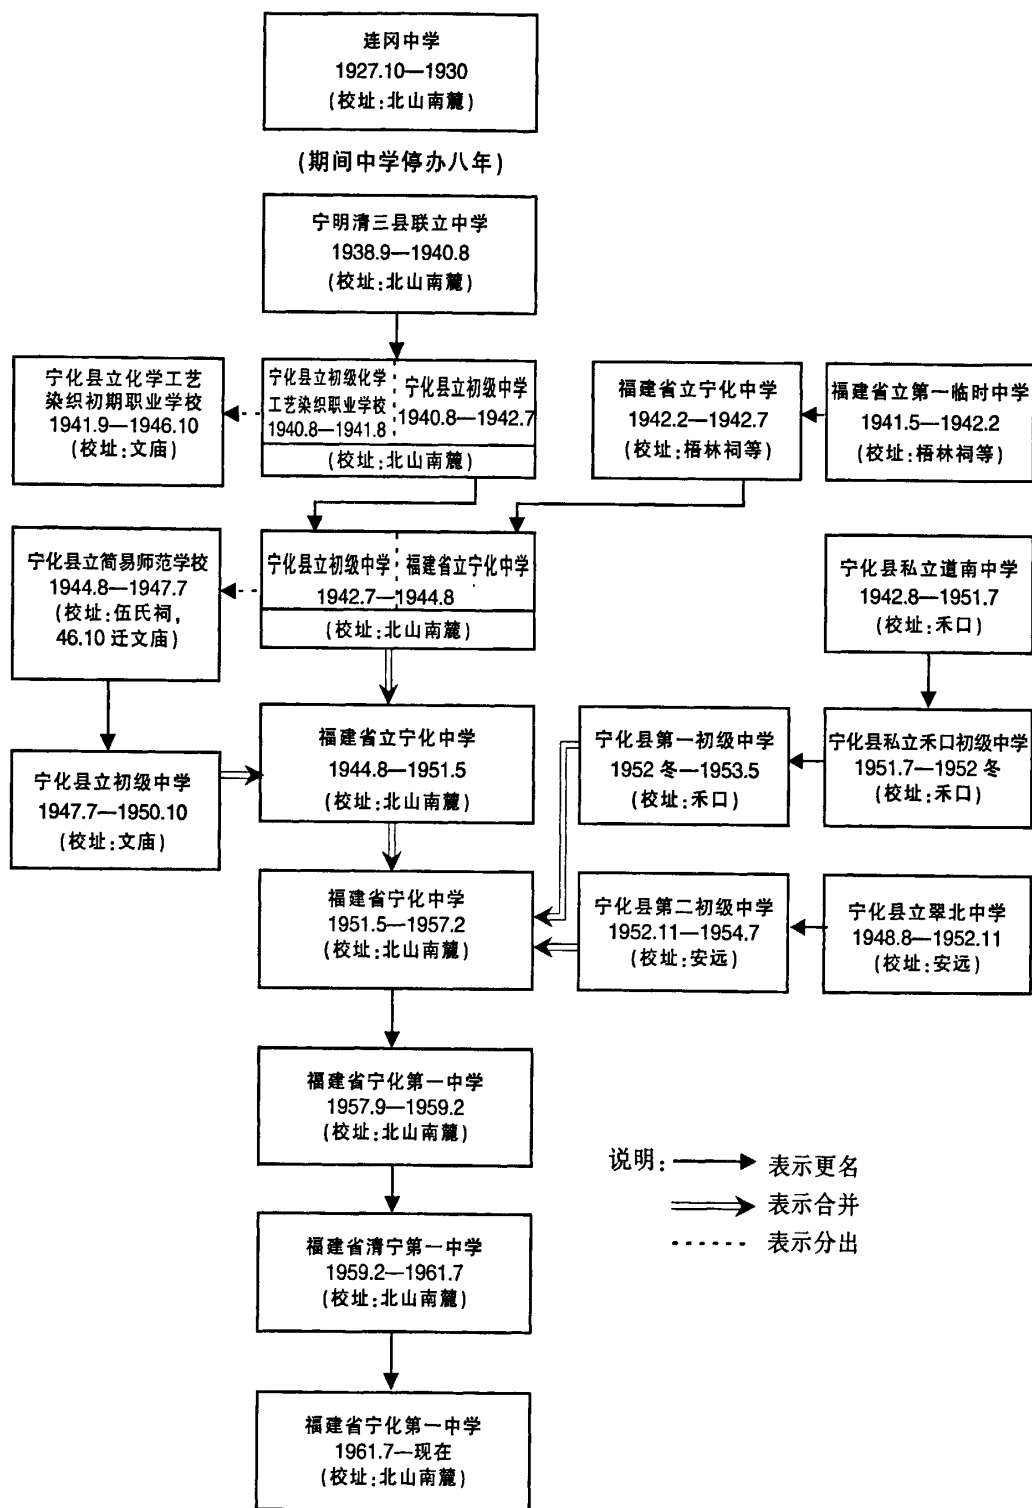 连冈中学
1927.10—1930
(校址:北山南麓)
(期间中学停办八年)
宁明清三县联立中学
1938.9—1940.8
(校址:北山南麓)
宁化县立化学工艺
染织初期职业学校
1941.9—1946.10
(校址:文庙)
宁化县立初级化学
工艺染织职业学校
1940.8—1941.8
宁化县立初级中学
1940.8—1942.7
(校址:北山南麓)
福建省立宁化中学
1942.2—1942.7
(校址:梧林祠等)
福建省立第一临时中学
1941.5—1942.2
(校址:梧林祠等)
宁化县立简易师范学校
1944.8—1947.7
(校址:伍氏祠,
46.10 迁文庙)
宁化县立初级中学
福建省立宁化中学
1942.7—1944.8
(校址:北山南麓)
宁化县私立道南中学
1942.8—1951.7
(校址:禾口)
宁化县立初级中学
1947.7—1950.10
(校址:文庙)
福建省立宁化中学
1944.8—1951.5
(校址:北山南麓)
宁化县第一初级中学
1952 冬—1953.5
(校址:禾口)
宁化县私立禾口初级中学
1951.7—1952 冬
(校址:禾口)
福建省宁化中学
1951.5—1957.2
(校址:北山南麓)
宁化县第二初级中学
1952.11—1954.7
(校址:安远)
宁化县立翠北中学
1948.8—1952.11
(校址:安远)
福建省宁化第一中学
1957.9—1959.2
(校址:北山南麓)
福建省清宁第一中学
1959.2—1961.7
(校址:北山南麓)
福建省宁化第一中学
1961.7—现在
(校址:北山南麓)
说明:
表示更名
表示合并
表示分出